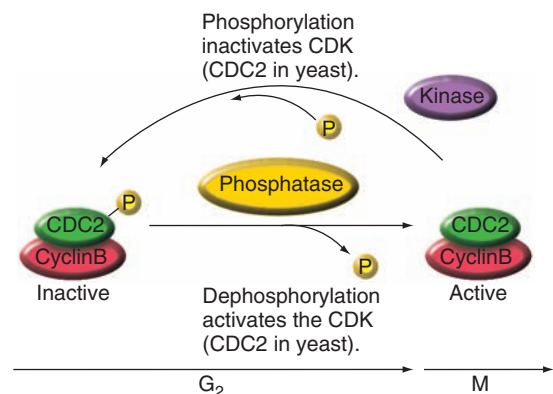 Phosphorylation
inactivates CDK
(CDC2 in yeast).
Kinase
P
P
Phosphatase
CDC2
CyclinB
Inactive
CDC2
CyclinB
Active
P
Dephosphorylation
activates the CDK
(CDC2 in yeast).
G₂
M